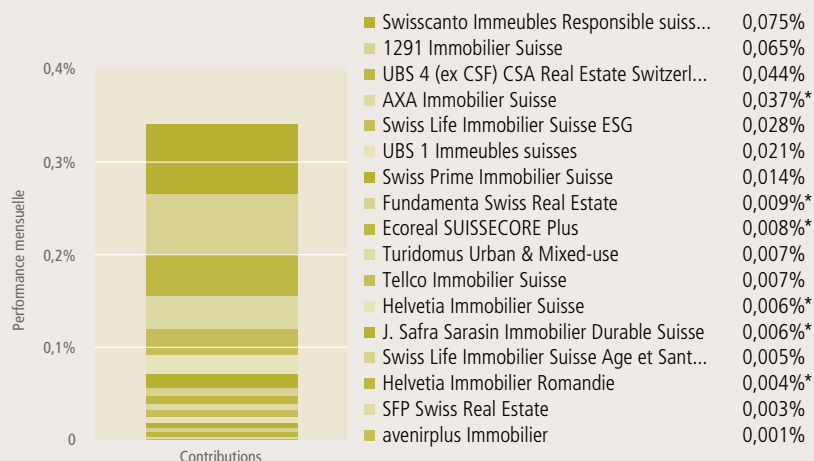 Performance mensuelle
0,4%
0,3%
0,2%
0,1%
0
Contributions
Swisscanto Immeubles Responsible suiss... 0,075%
1291 Immobilier Suisse 0,065%
UBS 4 (ex CSF) CSA Real Estate Switzerl... 0,044%
AXA Immobilier Suisse 0,037%*
Swiss Life Immobilier Suisse ESG 0,028%
UBS 1 Immeubles suisses 0,021%
Swiss Prime Immobilier Suisse 0,014%
Fundamenta Swiss Real Estate 0,009%*
Ecoreal SUISSECORE Plus 0,008%*
Turidomus Urban & Mixed-use 0,007%
Tellco Immobilier Suisse 0,007%
Helvetia Immobilier Suisse 0,006%*
J. Safra Sarasin Immobilier Durable Suisse 0,006%*
Swiss Life Immobilier Suisse Age et Sant... 0,005%
Helvetia Immobilier Romandie 0,004%*
SFP Swiss Real Estate 0,003%
avenirplus Immobilier 0,001%